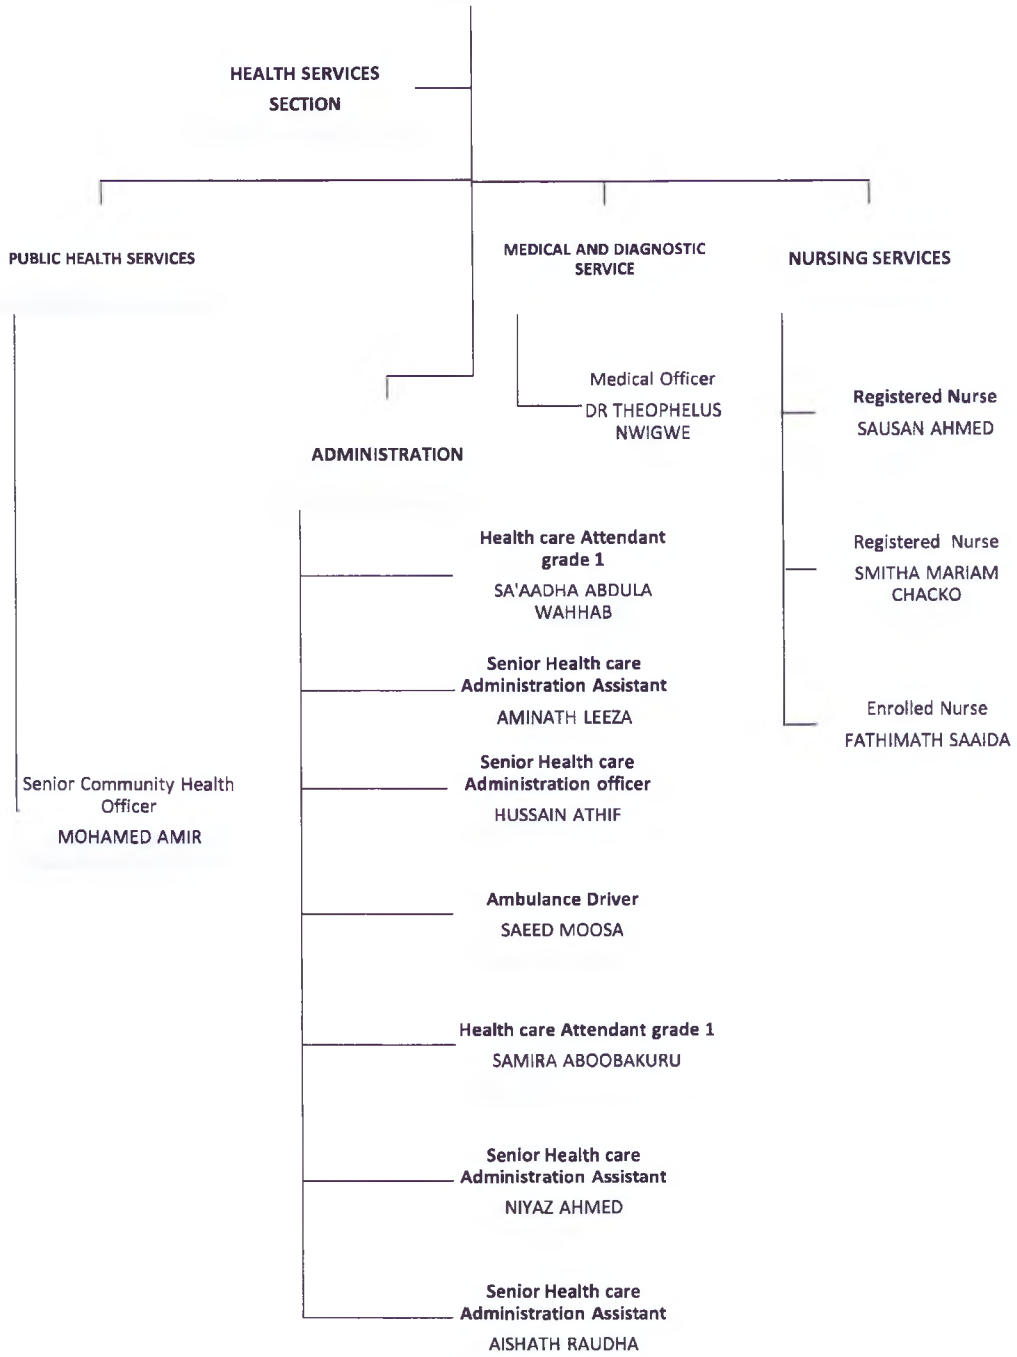 HEALTH SERVICES
SECTION
PUBLIC HEALTH SERVICES
MEDICAL AND DIAGNOSTIC
SERVICE
NURSING SERVICES
Medical Officer
DR THEOPHELUS
NWIGWE
Registered Nurse
SAUSAN AHMED
Registered Nurse
SMITHA MARIAM
CHACKO
Enrolled Nurse
FATHIMATH SAAIDA
ADMINISTRATION
Health care Attendant
grade 1
SA'AADHA ABDULA
WAHHAB
Senior Health care
Administration Assistant
AMINATH LEEZA
Senior Health care
Administration officer
HUSSAIN ATHIF
Ambulance Driver
SAEED MOOSA
Health care Attendant grade 1
SAMIRA ABOOBAKURU
Senior Health care
Administration Assistant
NIYAZ AHMED
Senior Health care
Administration Assistant
AISHATH RAUDHA
Senior Community Health
Officer
MOHAMED AMIR